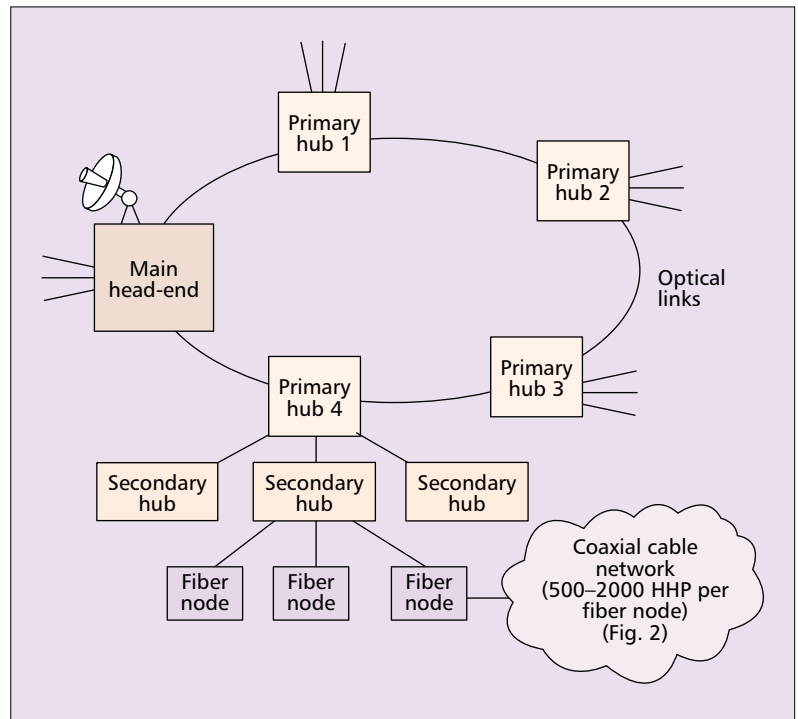 Primary
hub 1
Primary
hub 2
Main
head-end
Optical
links
Primary
hub 3
Primary
hub 4
Secondary
hub
Secondary
hub
Secondary
hub
Fiber
node
Fiber
node
Fiber
node
Coaxial cable
network
(500–2000 HHP per
fiber node)
(Fig. 2)